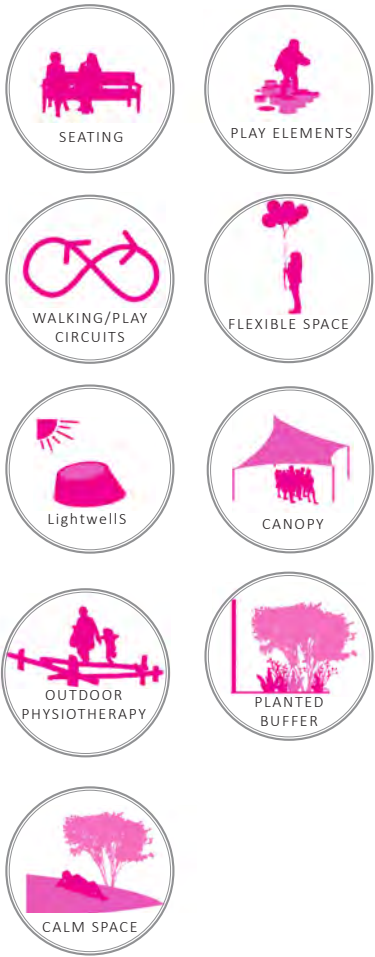 SEATING
PLAY ELEMENTS
WALKING/PLAY
CIRCUITS
FLEXIBLE SPACE
LightwellS
CANOPY
OUTDOOR
PHYSIOTHERAPY
PLANTED
BUFFER
CALM SPACE